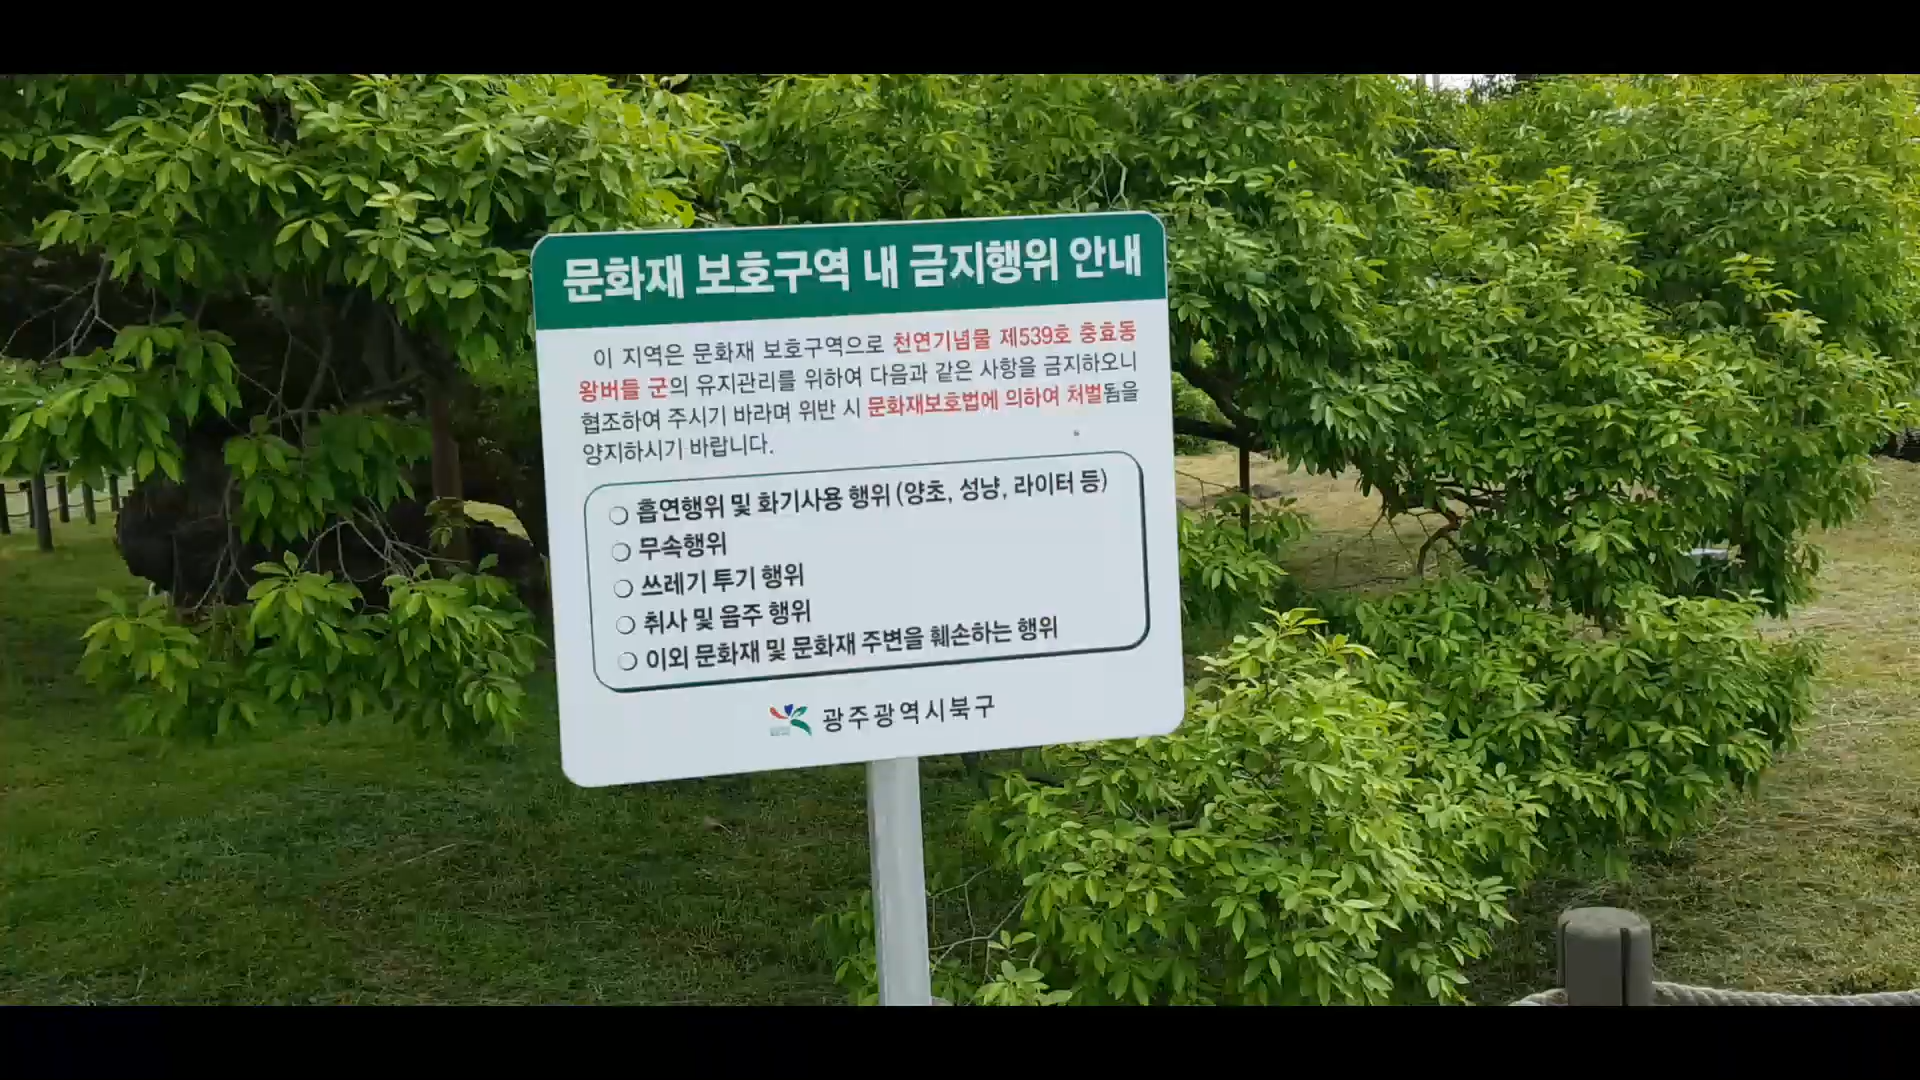 문화재 보호구역 내 금지행위 안내
이 지역은 문화재 보호구역으로 천연기념물 제539호 충효동
왕버들 군의 유지관리를 위하여 다음과 같은 사항을 금지하오니
협조하여 주시기 바라며 위반 시 문화재보호법에 의하여 처벌됨을
양지하시기 바랍니다.
○ 흡연행위 및 화기사용 행위 (양초, 성냥, 라이터 등)
○ 무속행위
○ 쓰레기 투기 행위
○ 취사 및 음주 행위
○ 이외 문화재 및 문화재 주변을 훼손하는 행위
광주광역시북구